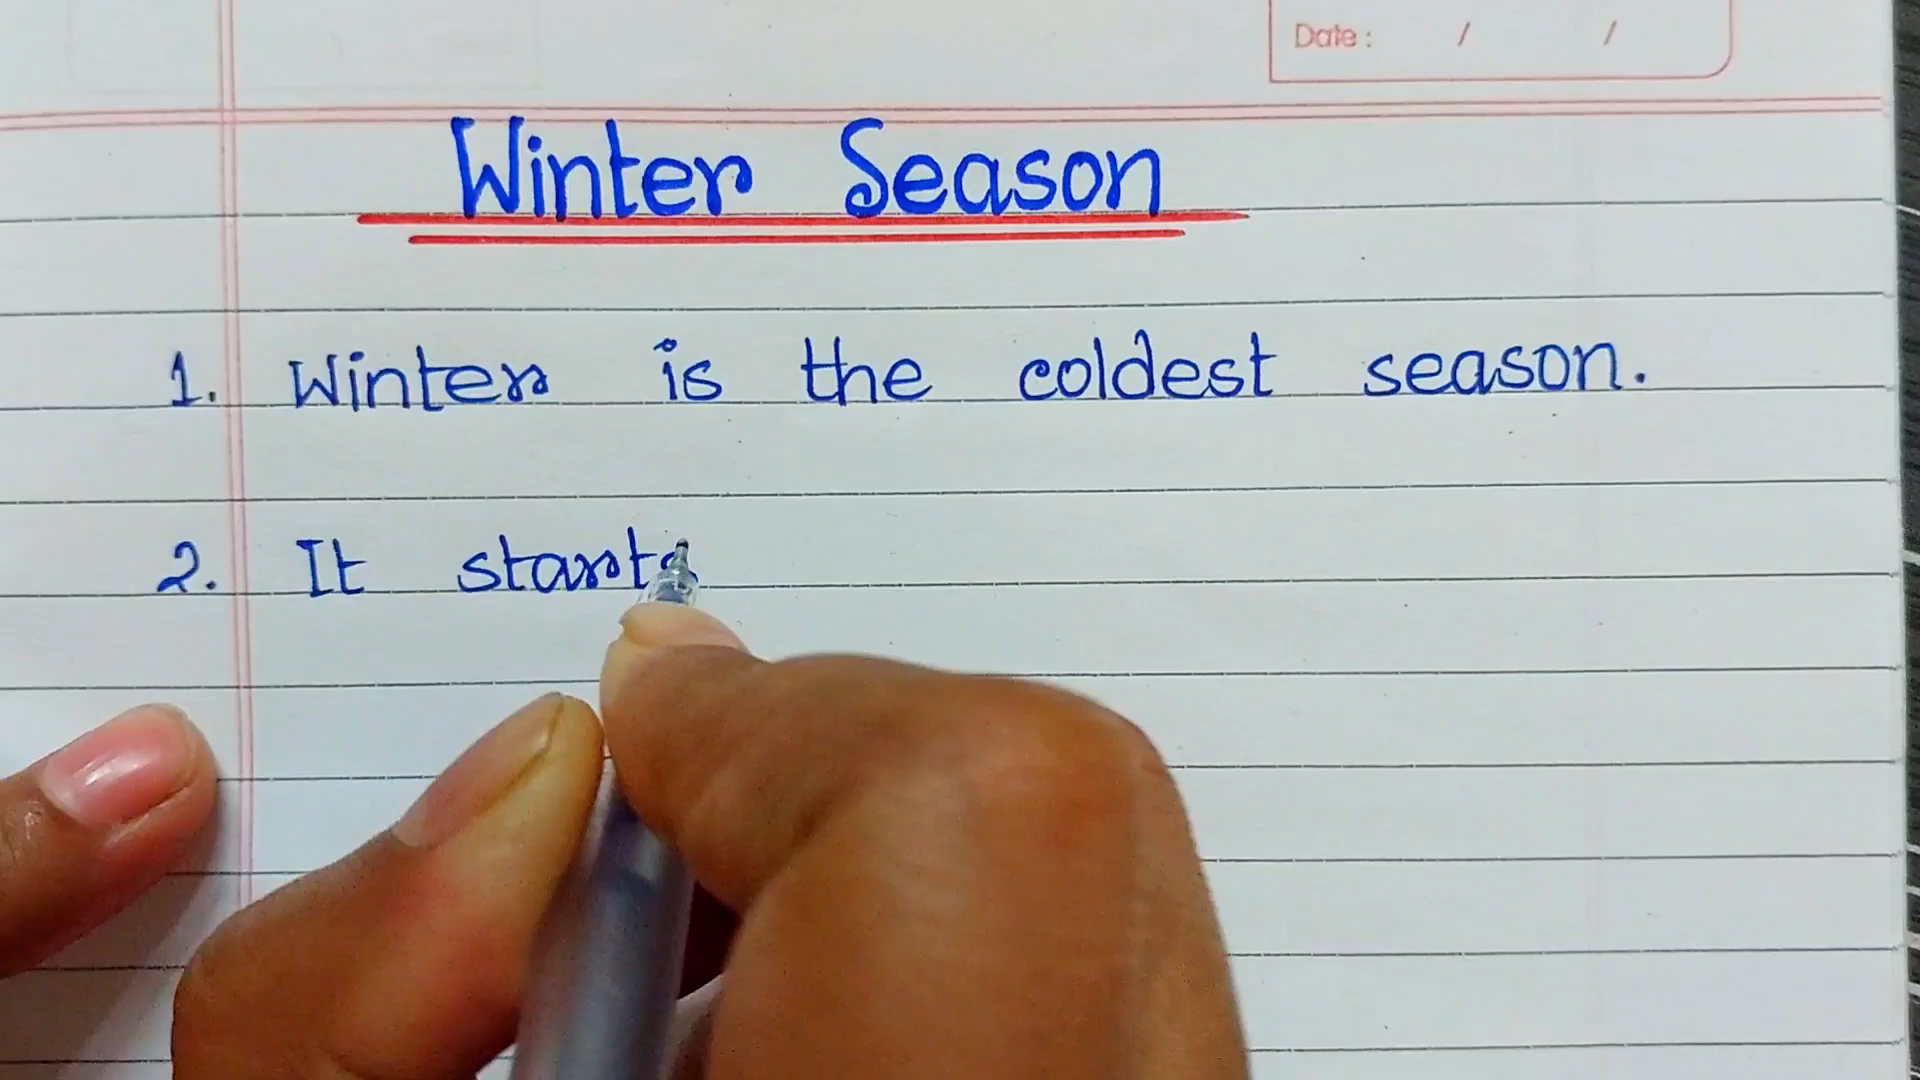 Date: / /
Winter Season
1. Winter is the coldest season.
2. It starts